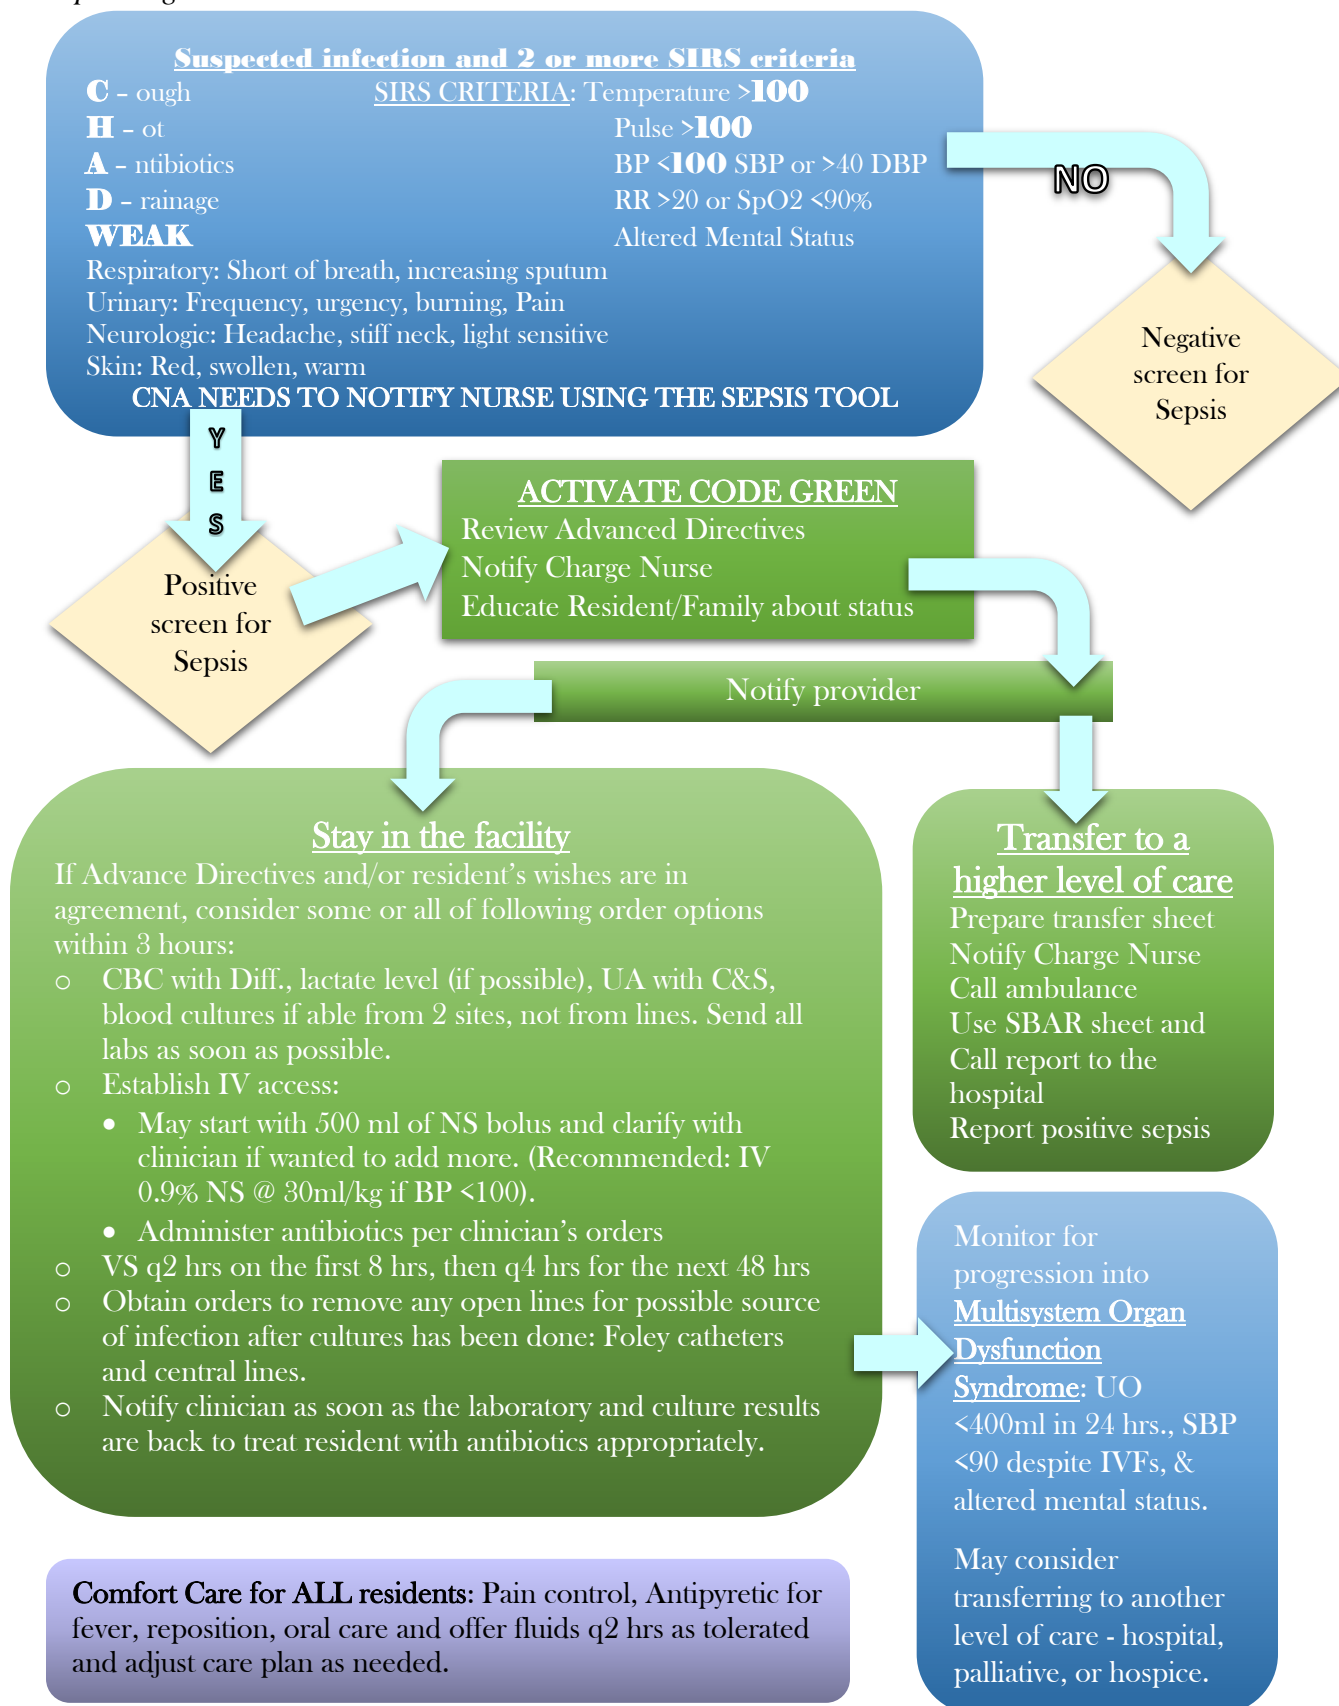 Suspected infection and 2 or more SIRS criteria
C – ough SIRS CRITERIA: Temperature >100
H – ot Pulse >100
A – ntibiotics BP <100 SBP or >40 DBP
D – rainage RR >20 or SpO2 <90%
WEAK Altered Mental Status
Respiratory: Short of breath, increasing sputum
Urinary: Frequency, urgency, burning, Pain
Neurologic: Headache, stiff neck, light sensitive
Skin: Red, swollen, warm
CNA NEEDS TO NOTIFY NURSE USING THE SEPSIS TOOL
NO
Negative
screen for
Sepsis
Y
E
S
Positive
screen for
Sepsis
ACTIVATE CODE GREEN
Review Advanced Directives
Notify Charge Nurse
Educate Resident/Family about status
Notify provider
Stay in the facility
If Advance Directives and/or resident's wishes are in
agreement, consider some or all of following order options
within 3 hours:
o CBC with Diff., lactate level (if possible), UA with C&S,
blood cultures if able from 2 sites, not from lines. Send all
labs as soon as possible.
o Establish IV access:
• May start with 500 ml of NS bolus and clarify with
clinician if wanted to add more. (Recommended: IV
0.9% NS @ 30ml/kg if BP <100).
• Administer antibiotics per clinician's orders
o VS q2 hrs on the first 8 hrs, then q4 hrs for the next 48 hrs
o Obtain orders to remove any open lines for possible source
of infection after cultures has been done: Foley catheters
and central lines.
o Notify clinician as soon as the laboratory and culture results
are back to treat resident with antibiotics appropriately.
Transfer to a
higher level of care
Prepare transfer sheet
Notify Charge Nurse
Call ambulance
Use SBAR sheet and
Call report to the
hospital
Report positive sepsis
Monitor for
progression into
Multisystem Organ
Dysfunction
Syndrome: UO
<400ml in 24 hrs., SBP
<90 despite IVFs, &
altered mental status.
May consider
transferring to another
level of care - hospital,
palliative, or hospice.
Comfort Care for ALL residents: Pain control, Antipyretic for
fever, reposition, oral care and offer fluids q2 hrs as tolerated
and adjust care plan as needed.